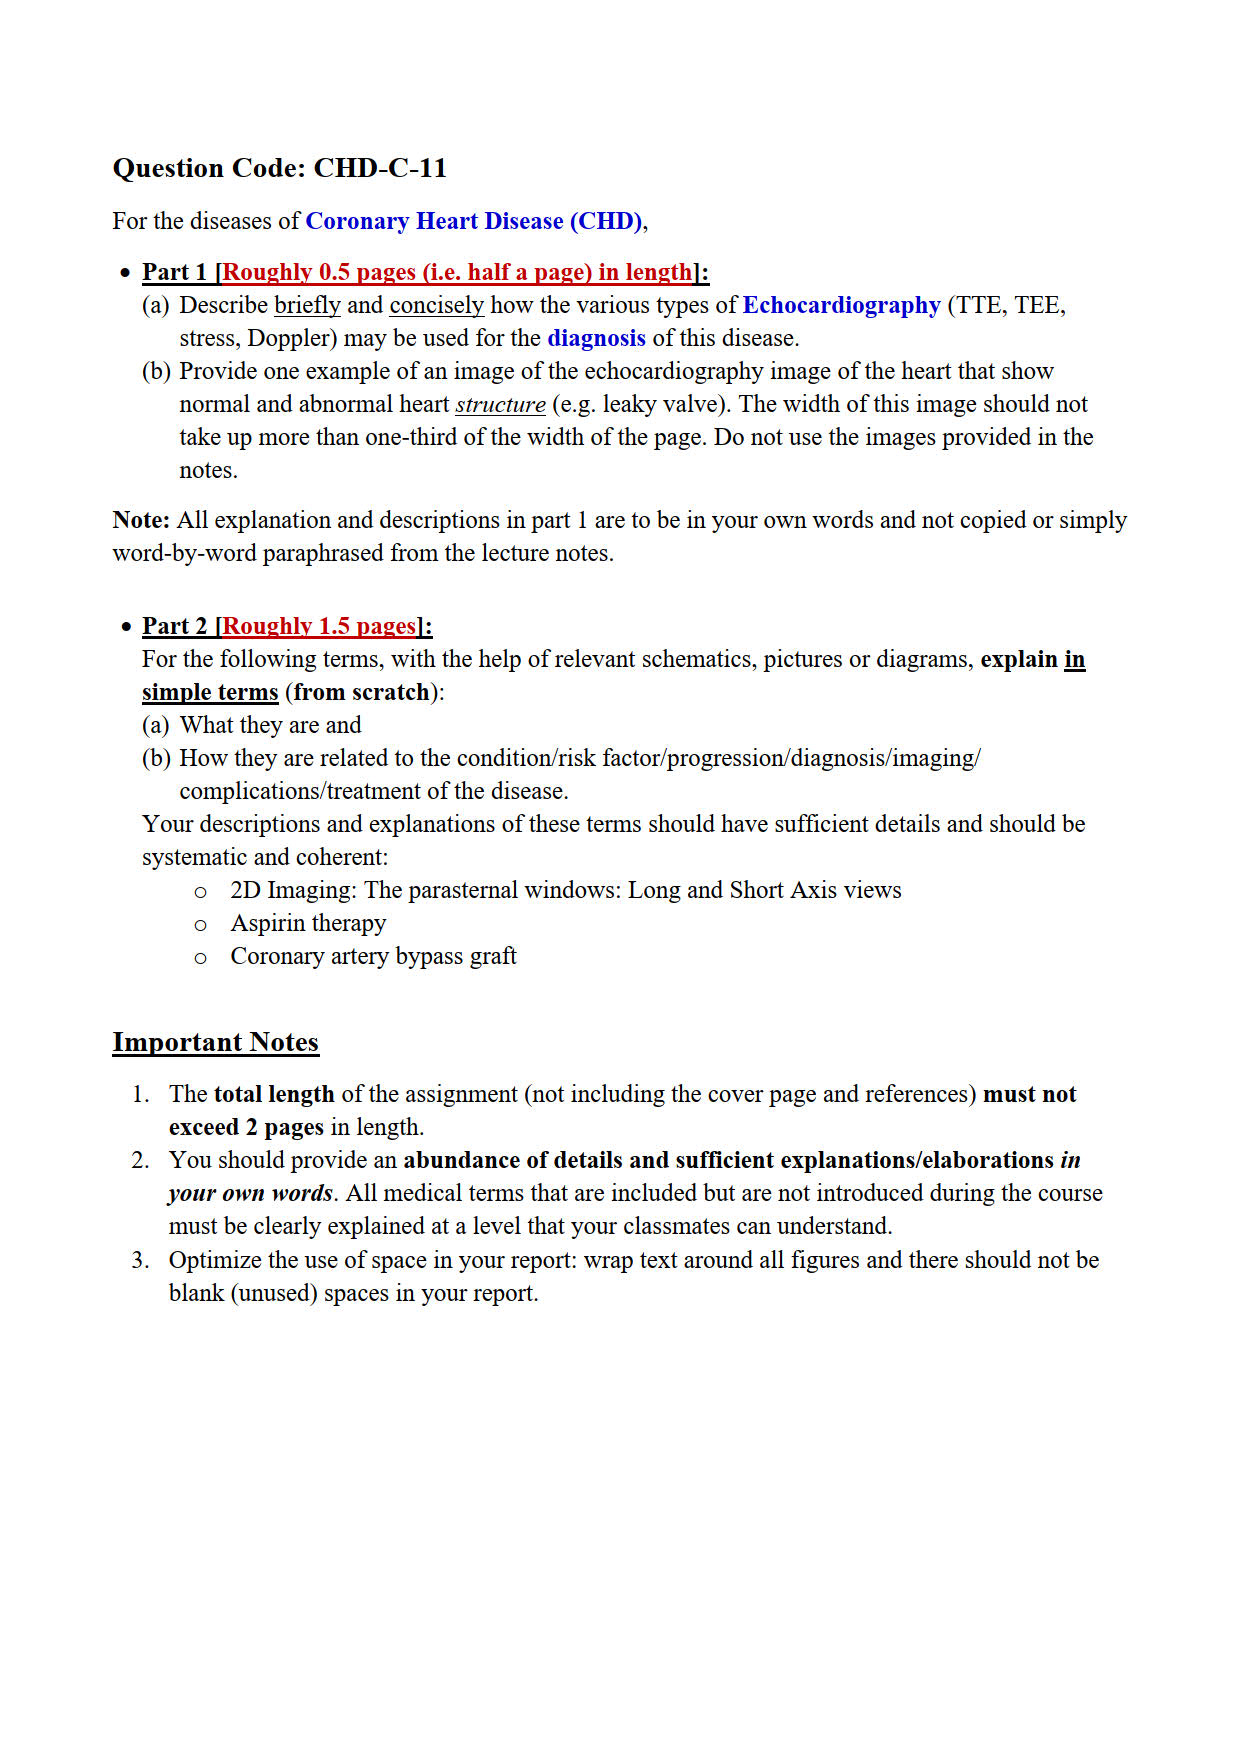 Question Code: CHD-C-11
For the diseases of Coronary Heart Disease (CHD),
• Part 1 [Roughly 0.5 pages (i.e. half a page) in length]:
(a) Describe briefly and concisely how the various types of Echocardiography (TTE, TEE,
stress, Doppler) may be used for the diagnosis of this disease.
(b) Provide one example of an image of the echocardiography image of the heart that show
normal and abnormal heart structure (e.g. leaky valve). The width of this image should not
take up more than one-third of the width of the page. Do not use the images provided in the
notes.
Note: All explanation and descriptions in part 1 are to be in your own words and not copied or simply
word-by-word paraphrased from the lecture notes.
• Part 2 [Roughly 1.5 pages]:
For the following terms, with the help of relevant schematics, pictures or diagrams, explain in
simple terms (from scratch):
(a) What they are and
(b) How they are related to the condition/risk factor/progression/diagnosis/imaging/
complications/treatment of the disease.
Your descriptions and explanations of these terms should have sufficient details and should be
systematic and coherent:
o 2D Imaging: The parasternal windows: Long and Short Axis views
o Aspirin therapy
o Coronary artery bypass graft
Important Notes
1. The total length of the assignment (not including the cover page and references) must not
exceed 2 pages in length.
2. You should provide an abundance of details and sufficient explanations/elaborations in
your own words. All medical terms that are included but are not introduced during the course
must be clearly explained at a level that your classmates can understand.
3. Optimize the use of space in your report: wrap text around all figures and there should not be
blank (unused) spaces in your report.